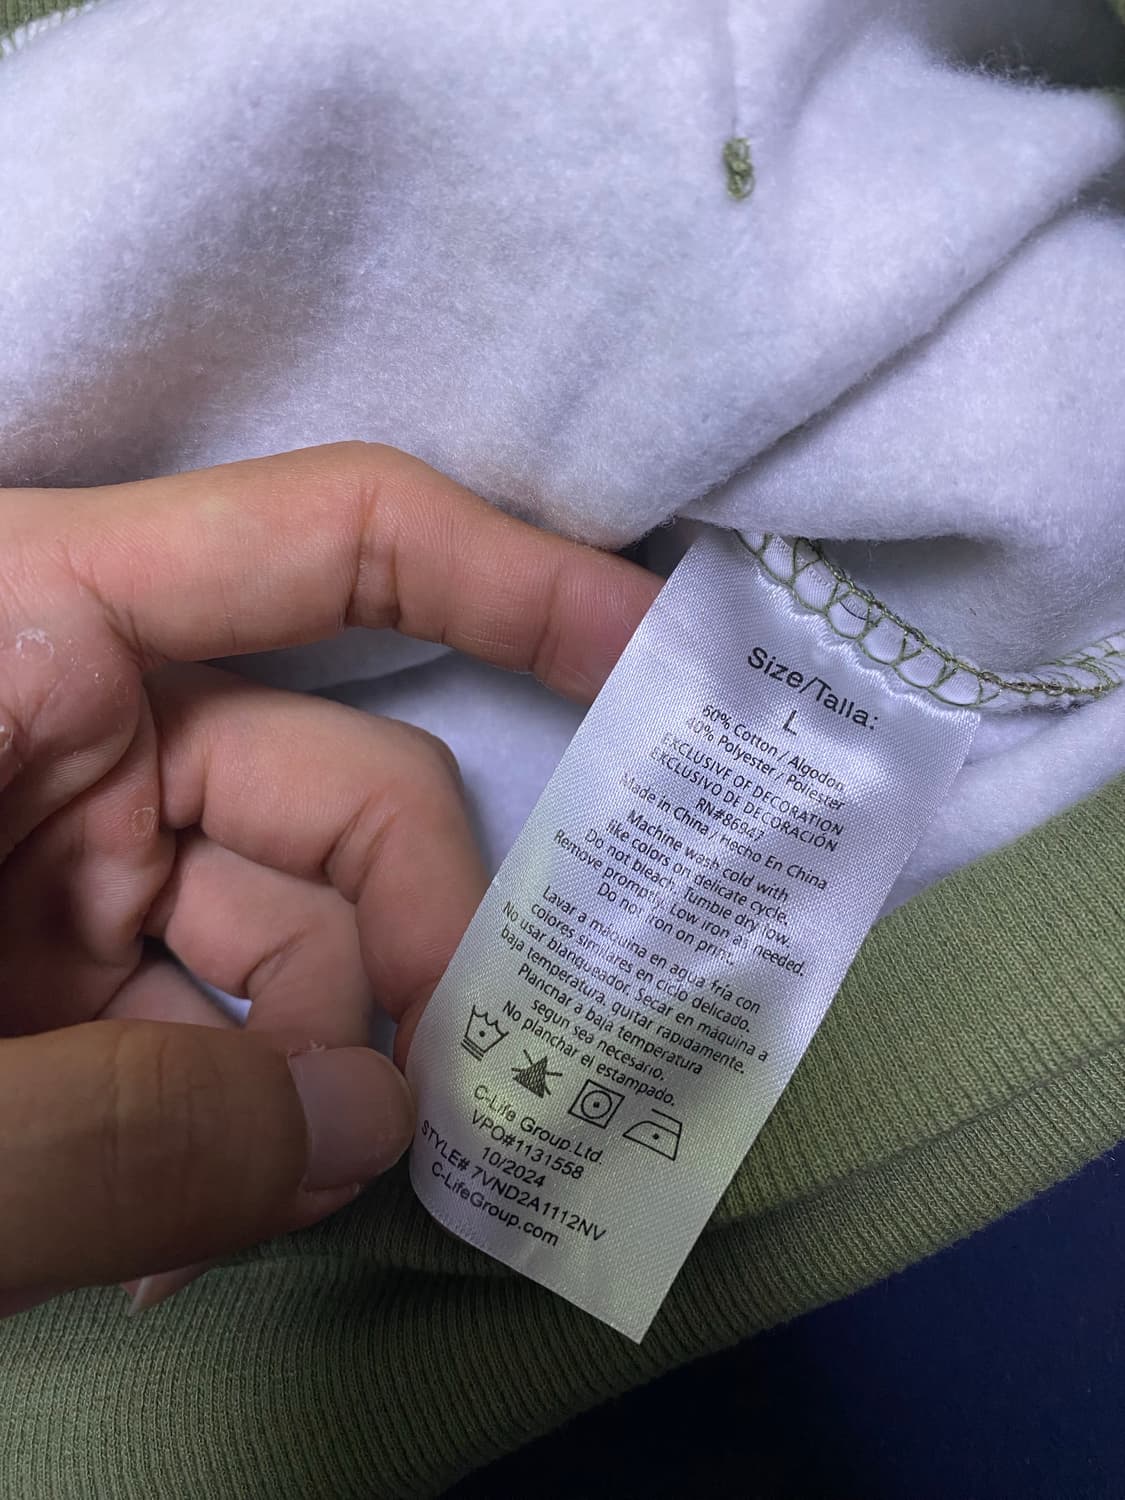 Size/Talla:
L
60% Cotton / Algodon
40% Polyester / Poliester
EXCLUSIVE OF DECORATION
EXCLUSIVO DE DECORACIÓN
RN#86947
Made in China / Hecho En China
Machine wash cold with
like colors on delicate cycle.
Do not bleach. Tumble dry low.
Remove promptly. Low iron as needed.
Do not iron on print.
Lavar a máquina en agua fría con
colores similares en ciclo delicado.
No usar blanqueador. Secar en máquina a
baja temperatura, quitar rapidamente.
Planchar a baja temperatura
segun sea necesario.
No planchar el estampado.
C-Life Group.Ltd.
VPO#1131558
10/2024
STYLE# 7VND2A1112NV
C-LifeGroup.com